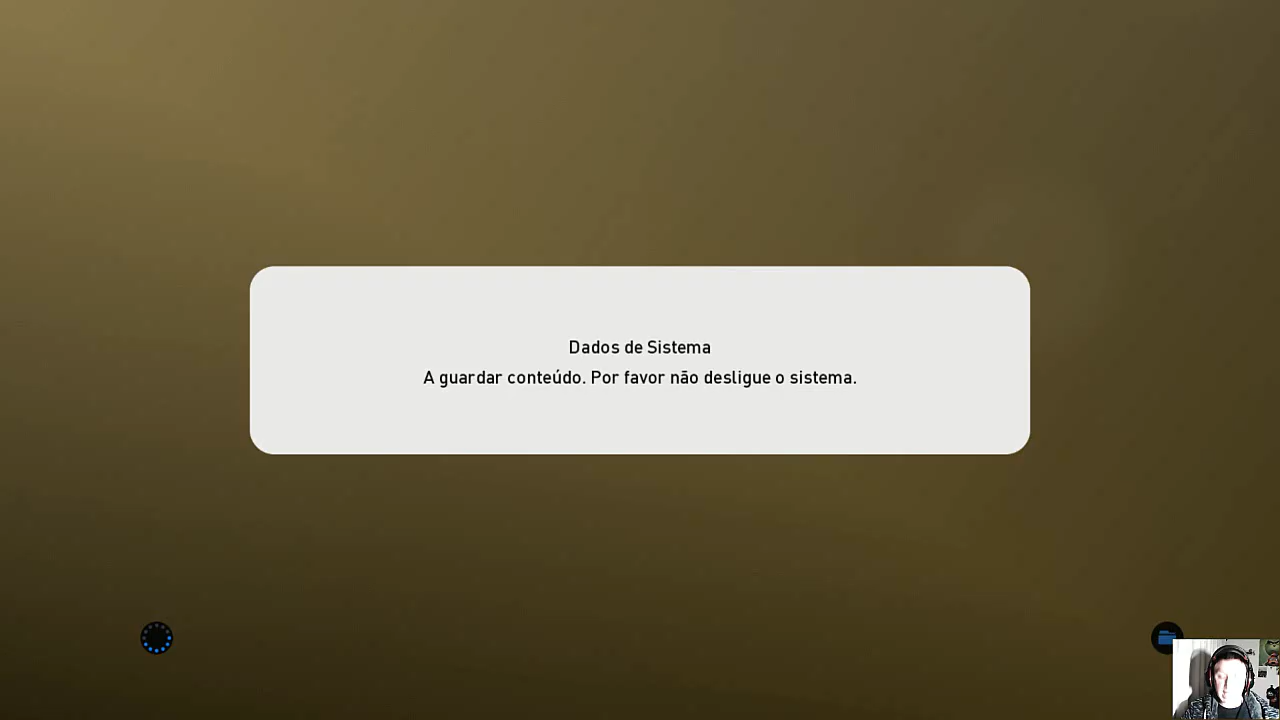 Dados de Sistema
A guardar conteúdo. Por favor não desligue o sistema.